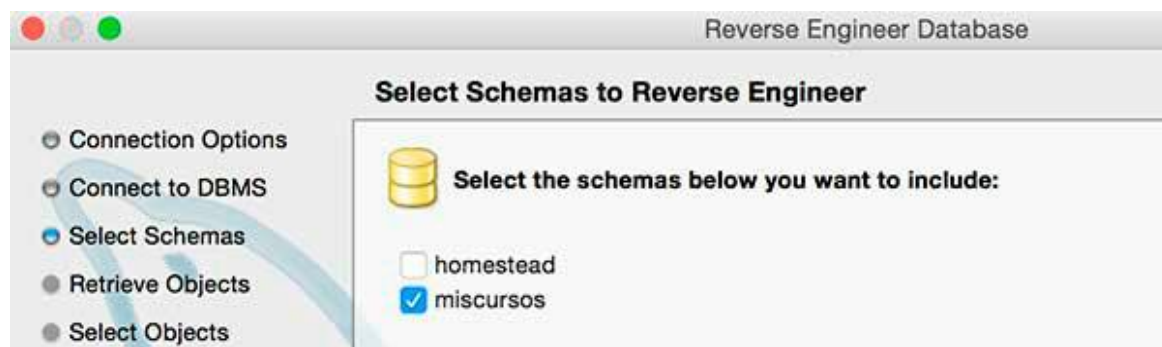 Reverse Engineer Database
Select Schemas to Reverse Engineer
Connection Options
Connect to DBMS
Select Schemas
Retrieve Objects
Select Objects
Select the schemas below you want to include:
homestead
miscursos